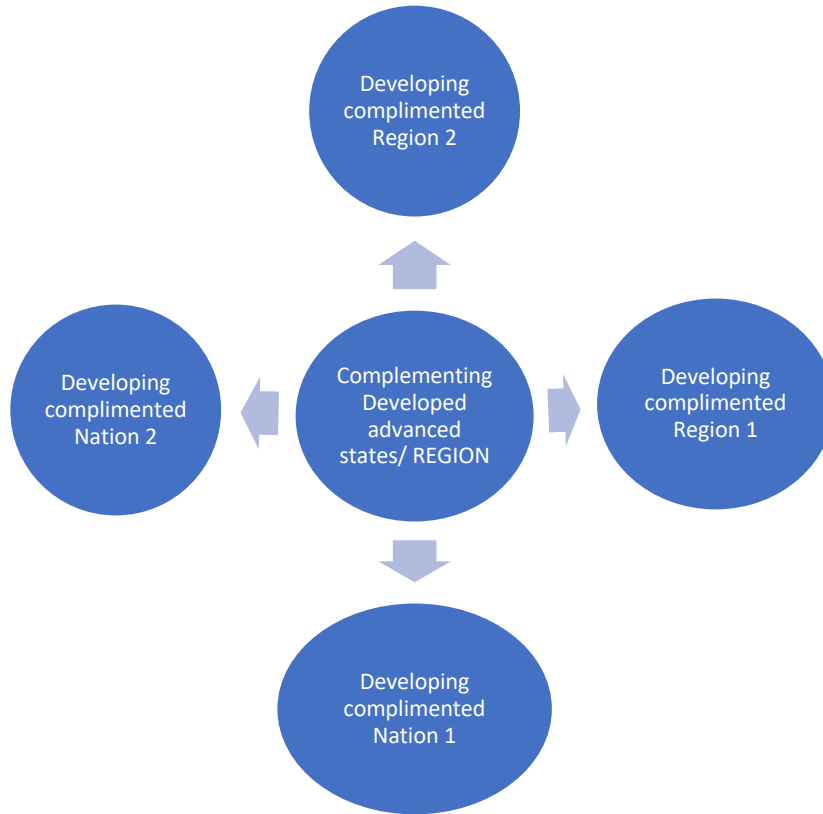 Developing
complimented
Region 2
Developing
complimented
Nation 2
Complementing
Developed
advanced
states/ REGION
Developing
complimented
Region 1
Developing
complimented
Nation 1